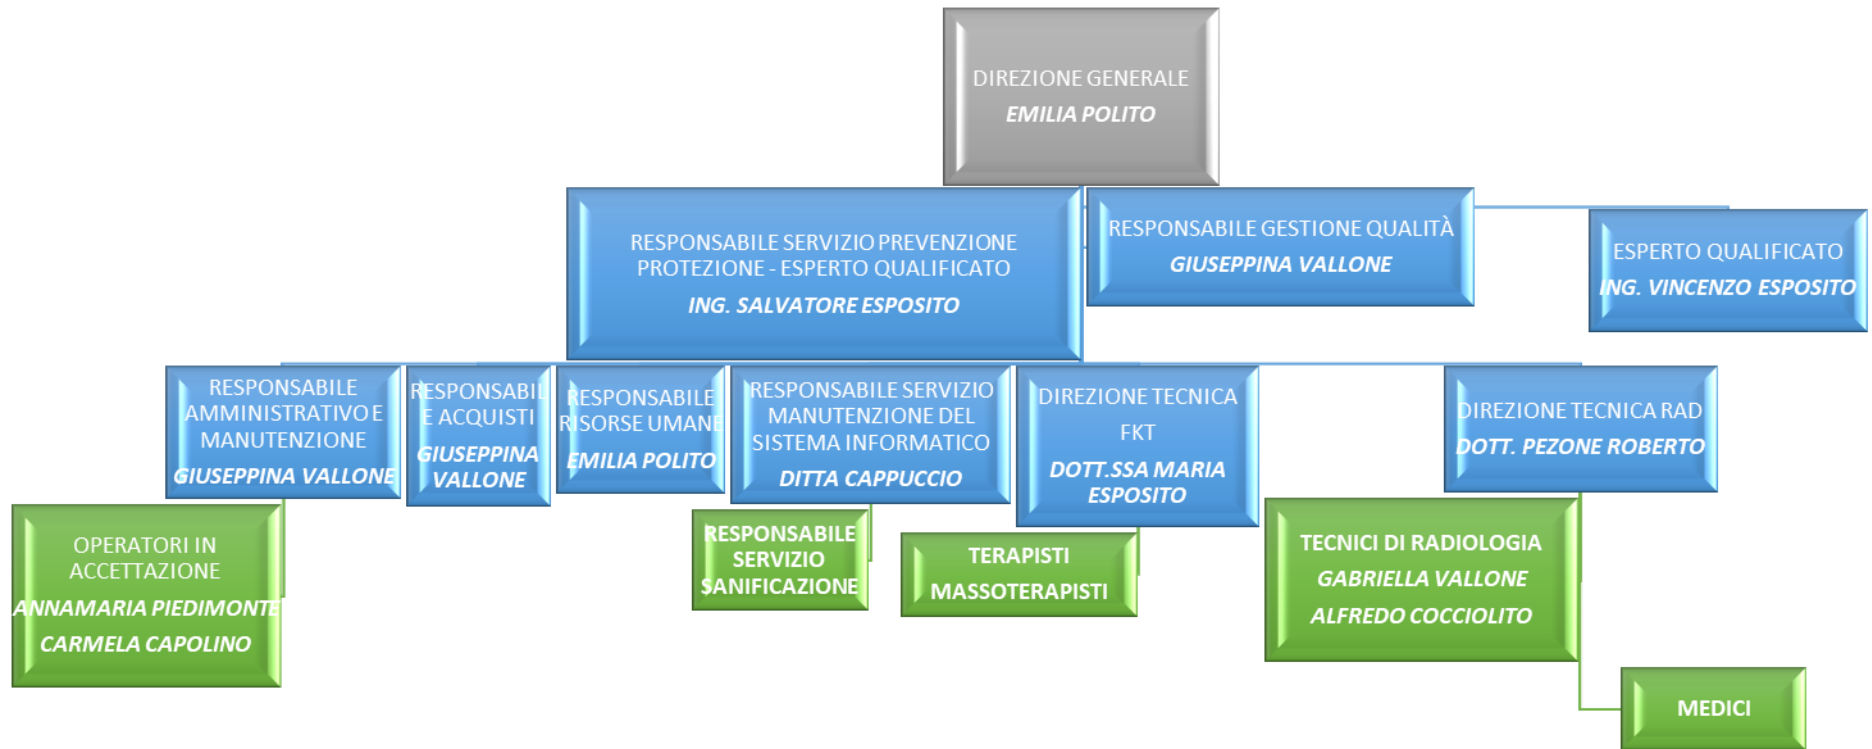 DIREZIONE GENERALE
EMILIA POLITO
RESPONSABILE SERVIZIO PREVENZIONE
PROTEZIONE - ESPERTO QUALIFICATO
ING. SALVATORE ESPOSITO
RESPONSABILE GESTIONE QUALITÀ
GIUSEPPINA VALLONE
ESPERTO QUALIFICATO
ING. VINCENZO ESPOSITO
RESPONSABILE
AMMINISTRATIVO E
MANUTENZIONE
GIUSEPPINA VALLONE
RESPONSABIL
E ACQUISTI
GIUSEPPINA
VALLONE
RESPONSABILE
RISORSE UMANE
EMILIA POLITO
RESPONSABILE SERVIZIO
MANUTENZIONE DEL
SISTEMA INFORMATICO
DITTA CAPPUCCIO
DIREZIONE TECNICA
FKT
DOTT.SSA MARIA
ESPOSITO
DIREZIONE TECNICA RAD
DOTT. PEZONE ROBERTO
OPERATORI IN
ACCETTAZIONE
ANNAMARIA PIEDIMONTE
CARMELA CAPOLINO
RESPONSABILE
SERVIZIO
SANIFICAZIONE
TERAPISTI
MASSOTERAPISTI
TECNICI DI RADIOLOGIA
GABRIELLA VALLONE
ALFREDO COCCIOLITO
MEDICI